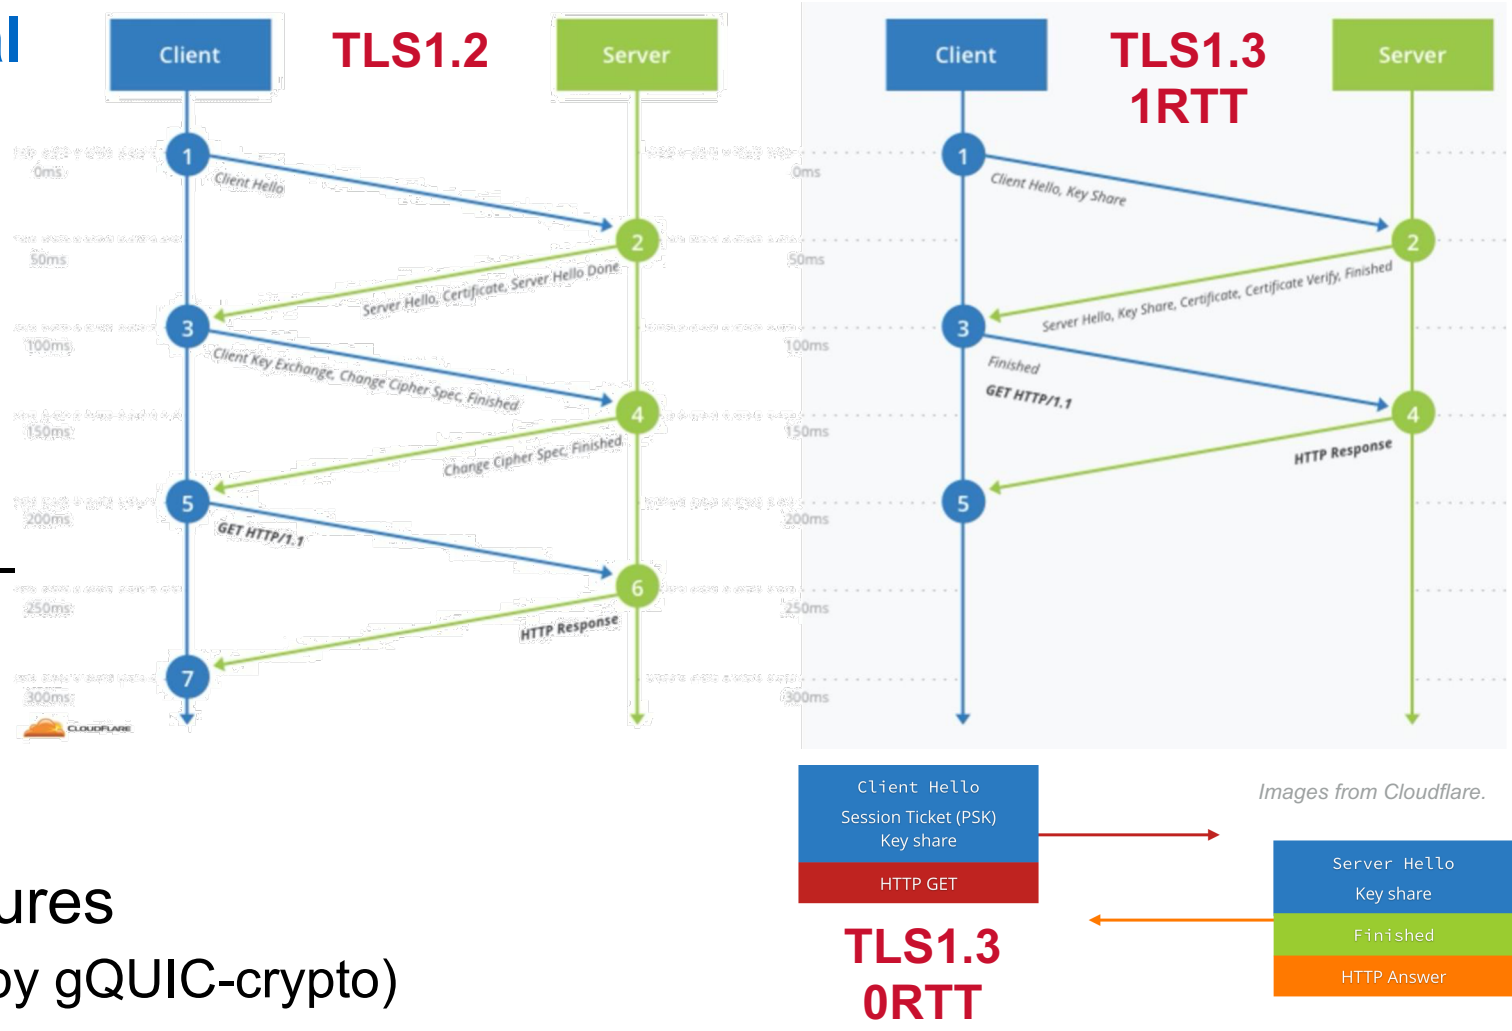 al
Client
TLS1.2
Server
1
0ms
Client Hello
2
50ms
Server Hello, Certificate, Server Hello Done
3
100ms
Client Key Exchange, Change Cipher Spec, Finished
4
150ms
Change Cipher Spec, Finished
5
200ms
GET HTTP/1.1
6
250ms
HTTP Response
7
300ms
CLOUDFLARE
Client
TLS1.3
1RTT
Server
1
0ms
Client Hello, Key Share
2
50ms
Server Hello, Key Share, Certificate, Certificate Verify, Finished
3
100ms
Finished
GET HTTP/1.1
4
150ms
HTTP Response
5
200ms
250ms
300ms
Client Hello
Session Ticket (PSK)
Key share
HTTP GET
TLS1.3
0RTT
Images from Cloudflare.
Server Hello
Key share
Finished
HTTP Answer
ures
by gQUIC-crypto)